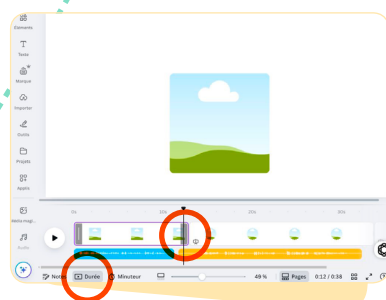 Éléments
Texte
Marque
Importer
Outils
Projets
Applis
Média magi...
Audio
0s
10s
20s
30s
Notes
Durée
Minuteur
49 %
Pages
0:12 / 0:38